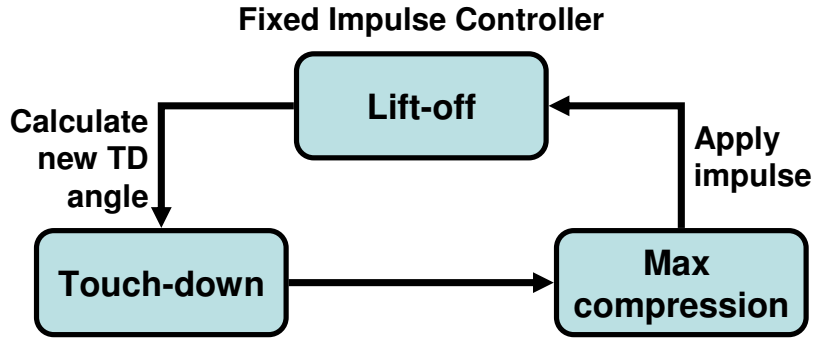 Fixed Impulse Controller
Lift-off
Calculate
new TD
angle
Apply
impulse
Touch-down
Max
compression